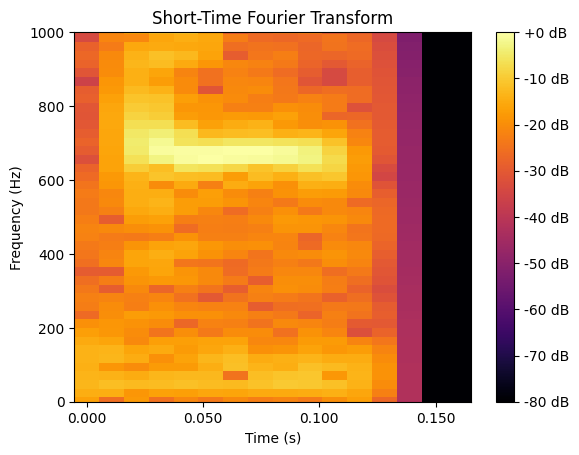 Short-Time Fourier Transform
1000
800
600
400
200
0
Frequency (Hz)
0.000
0.050
0.100
0.150
Time (s)
+0 dB
-10 dB
-20 dB
-30 dB
-40 dB
-50 dB
-60 dB
-70 dB
-80 dB